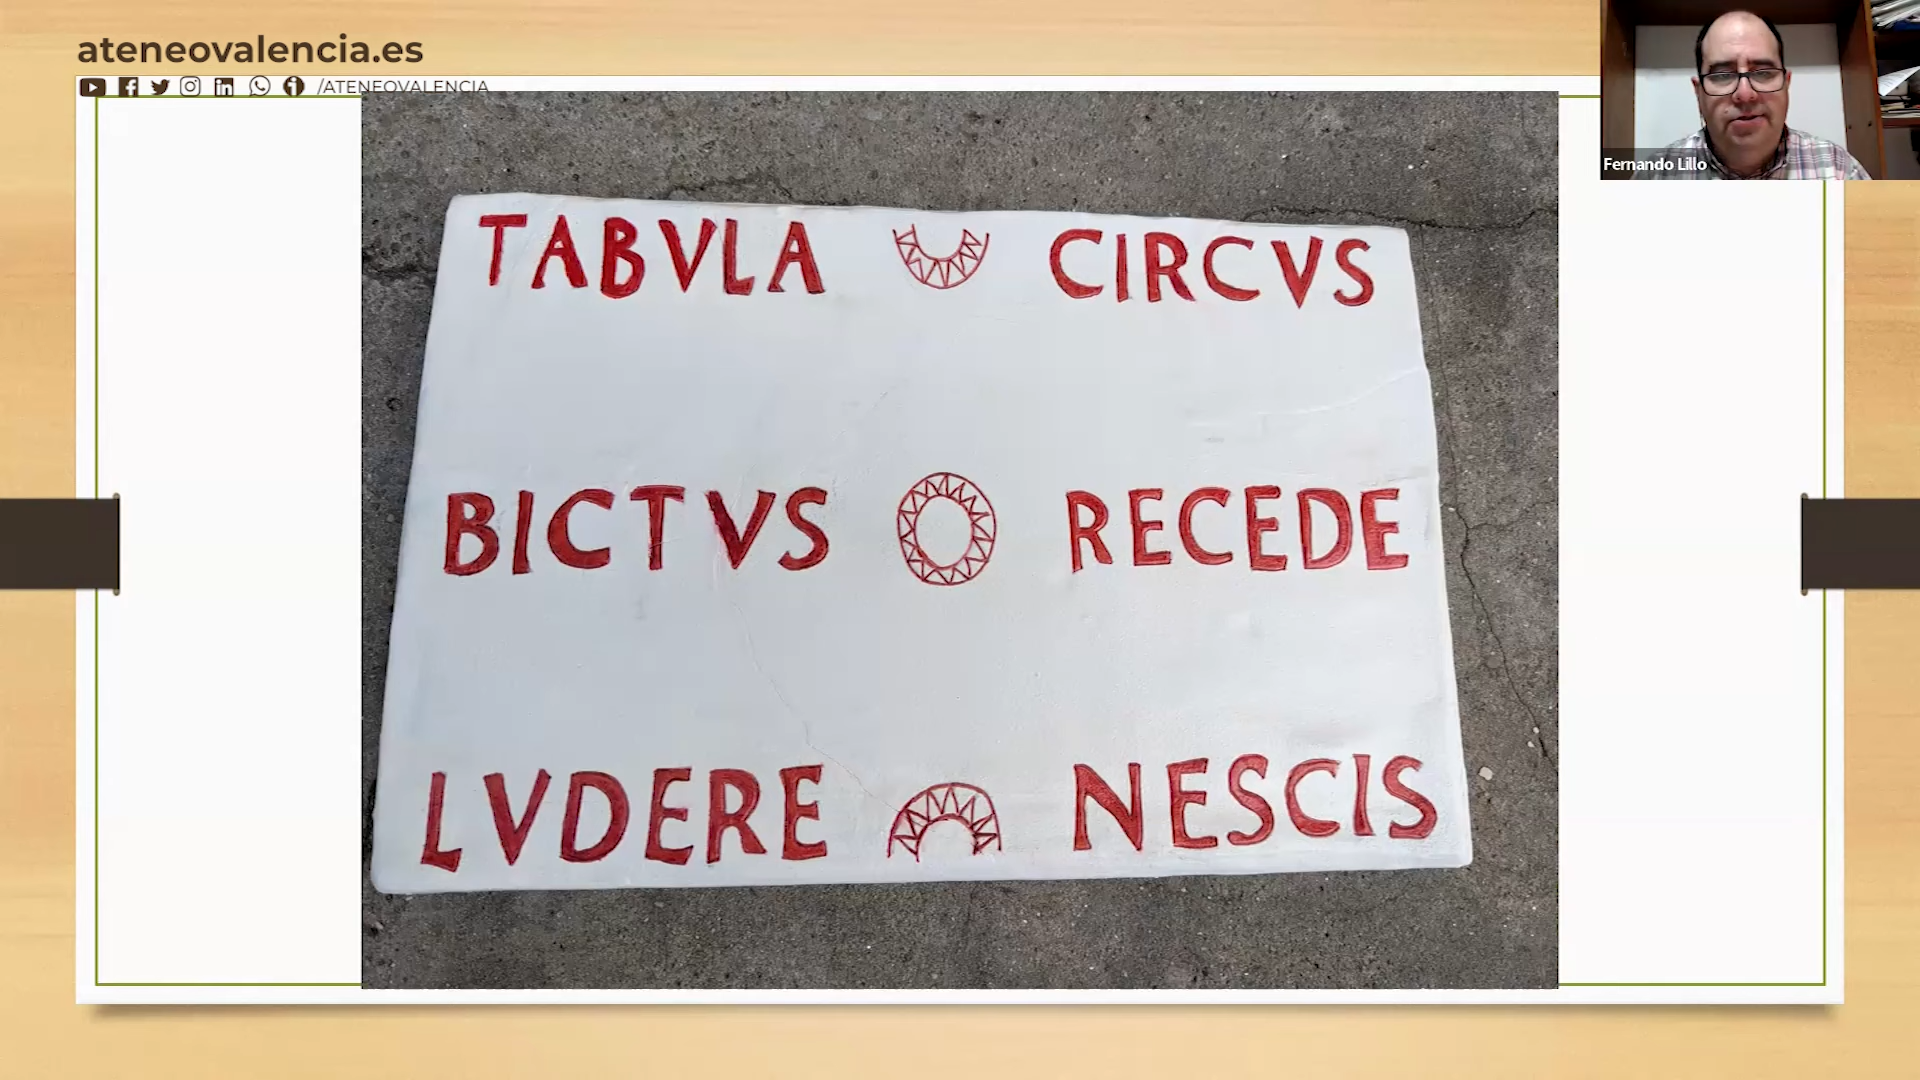 ateneovalencia.es
/ATENEOVALENCIA
Fernando Lillo
TABVLA CIRCVS
BICTVS RECEDE
LVDERE NESCIS